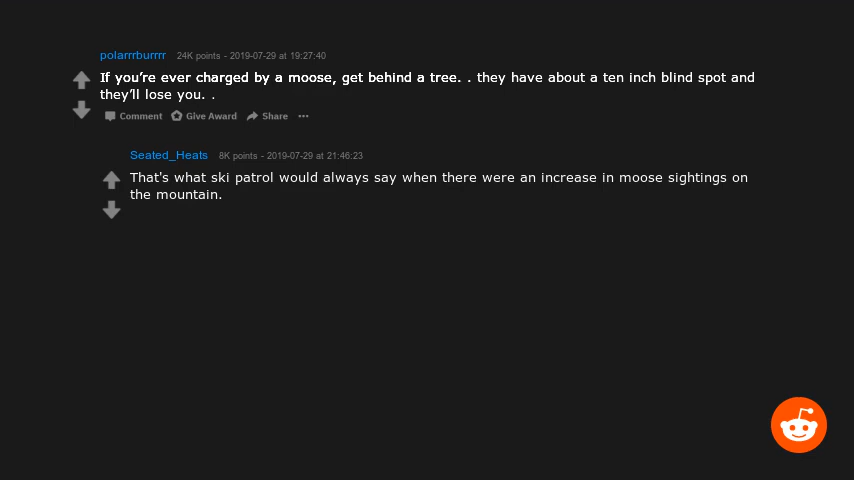 polarrrburrrr 24K points - 2019-07-29 at 19:27:40
If you’re ever charged by a moose, get behind a tree. . they have about a ten inch blind spot and
they’ll lose you. .
Comment Give Award Share ···
Seated_Heats 8K points - 2019-07-29 at 21:46:23
That's what ski patrol would always say when there were an increase in moose sightings on
the mountain.